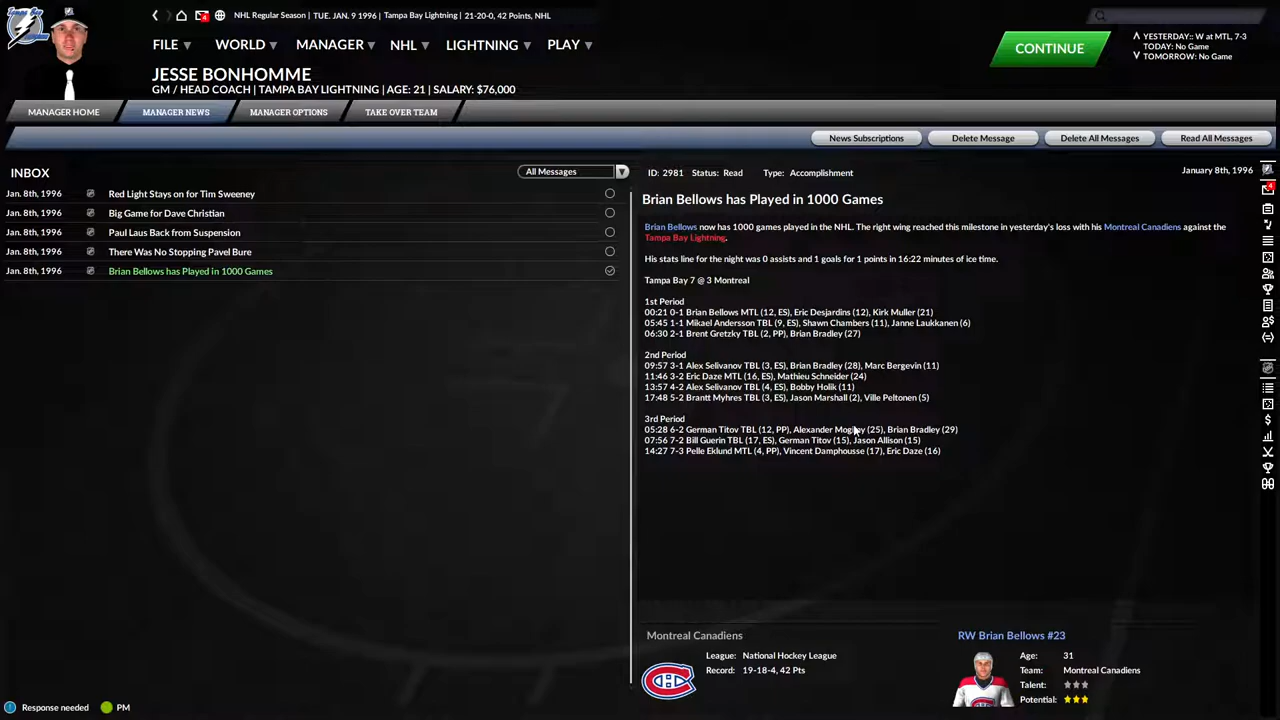 NHL Regular Season | TUE. JAN. 9 1996 | Tampa Bay Lightning | 21-20-0, 42 Points, NHL
FILE WORLD MANAGER NHL LIGHTNING PLAY
CONTINUE
YESTERDAY:: W at MTL, 7-3
TODAY: No Game
TOMORROW: No Game
JESSE BONHOMME
GM / HEAD COACH | TAMPA BAY LIGHTNING | AGE: 21 | SALARY: $76,000
MANAGER HOME MANAGER NEWS MANAGER OPTIONS TAKE OVER TEAM
News Subscriptions Delete Message Delete All Messages Read All Messages
INBOX
All Messages
Jan. 8th, 1996 Red Light Stays on for Tim Sweeney
Jan. 8th, 1996 Big Game for Dave Christian
Jan. 8th, 1996 Paul Laus Back from Suspension
Jan. 8th, 1996 There Was No Stopping Pavel Bure
Jan. 8th, 1996 Brian Bellows has Played in 1000 Games
ID: 2981 Status: Read Type: Accomplishment
January 8th, 1996
Brian Bellows has Played in 1000 Games
Brian Bellows now has 1000 games played in the NHL. The right wing reached this milestone in yesterday's loss with his Montreal Canadiens against the
Tampa Bay Lightning.
His stats line for the night was 0 assists and 1 goals for 1 points in 16:22 minutes of ice time.
Tampa Bay 7 @ 3 Montreal
1st Period
00:21 0-1 Brian Bellows MTL (12, ES), Eric Desjardins (12), Kirk Muller (21)
05:45 1-1 Mikael Andersson TBL (9, ES), Shawn Chambers (11), Janne Laukkanen (6)
06:30 2-1 Brent Gretzky TBL (2, PP), Brian Bradley (27)
2nd Period
09:57 3-1 Alex Selivanov TBL (3, ES), Brian Bradley (28), Marc Bergevin (11)
11:46 3-2 Eric Daze MTL (16, ES), Mathieu Schneider (24)
13:57 4-2 Alex Selivanov TBL (4, ES), Bobby Holik (11)
17:48 5-2 Brantt Myhres TBL (3, ES), Jason Marshall (2), Ville Peltonen (5)
3rd Period
05:28 6-2 German Titov TBL (12, PP), Alexander Mogilny (25), Brian Bradley (29)
07:56 7-2 Bill Guerin TBL (17, ES), German Titov (15), Jason Allison (15)
14:27 7-3 Pelle Eklund MTL (4, PP), Vincent Damphousse (17), Eric Daze (16)
Montreal Canadiens
League: National Hockey League
Record: 19-18-4, 42 Pts
RW Brian Bellows #23
Age: 31
Team: Montreal Canadiens
Talent:
Potential:
Response needed PM